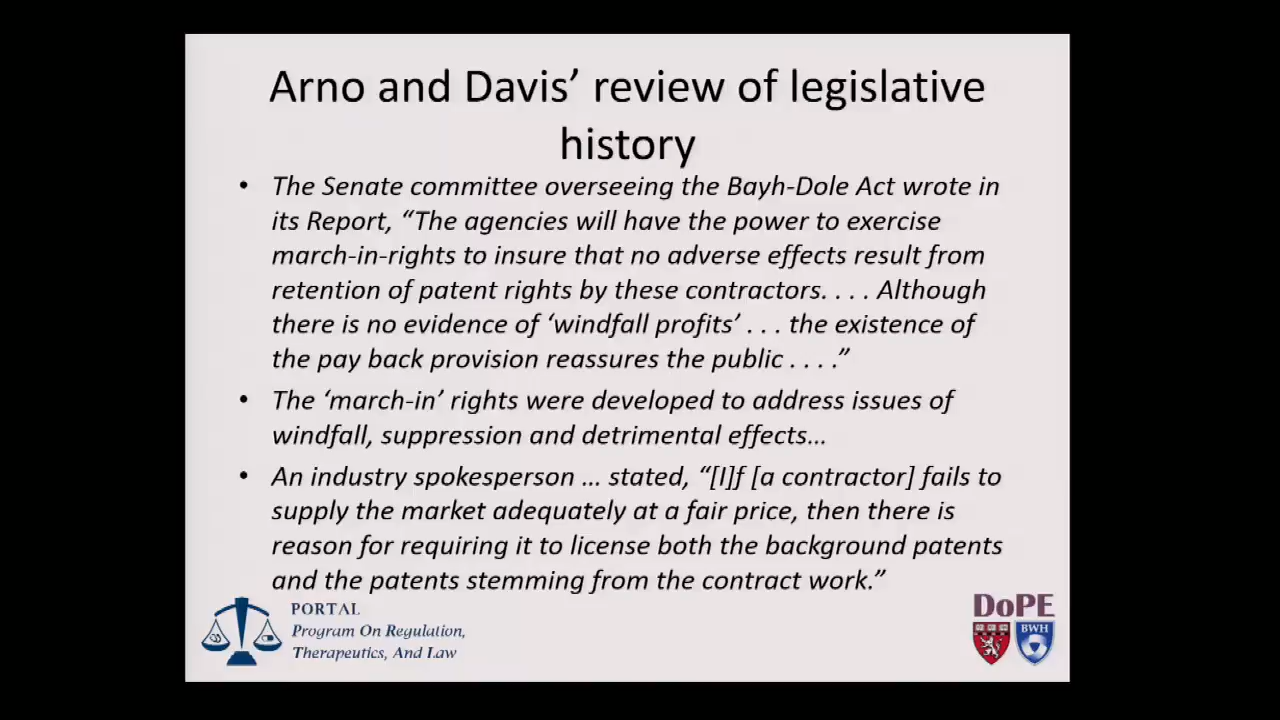 Arno and Davis’ review of legislative
history
• The Senate committee overseeing the Bayh-Dole Act wrote in
its Report, “The agencies will have the power to exercise
march-in-rights to insure that no adverse effects result from
retention of patent rights by these contractors. . . . Although
there is no evidence of ‘windfall profits’ . . . the existence of
the pay back provision reassures the public . . . .”
• The ‘march-in’ rights were developed to address issues of
windfall, suppression and detrimental effects…
• An industry spokesperson … stated, “[I]f [a contractor] fails to
supply the market adequately at a fair price, then there is
reason for requiring it to license both the background patents
and the patents stemming from the contract work.”
PORTAL
Program On Regulation,
Therapeutics, And Law
DoPE
BWH